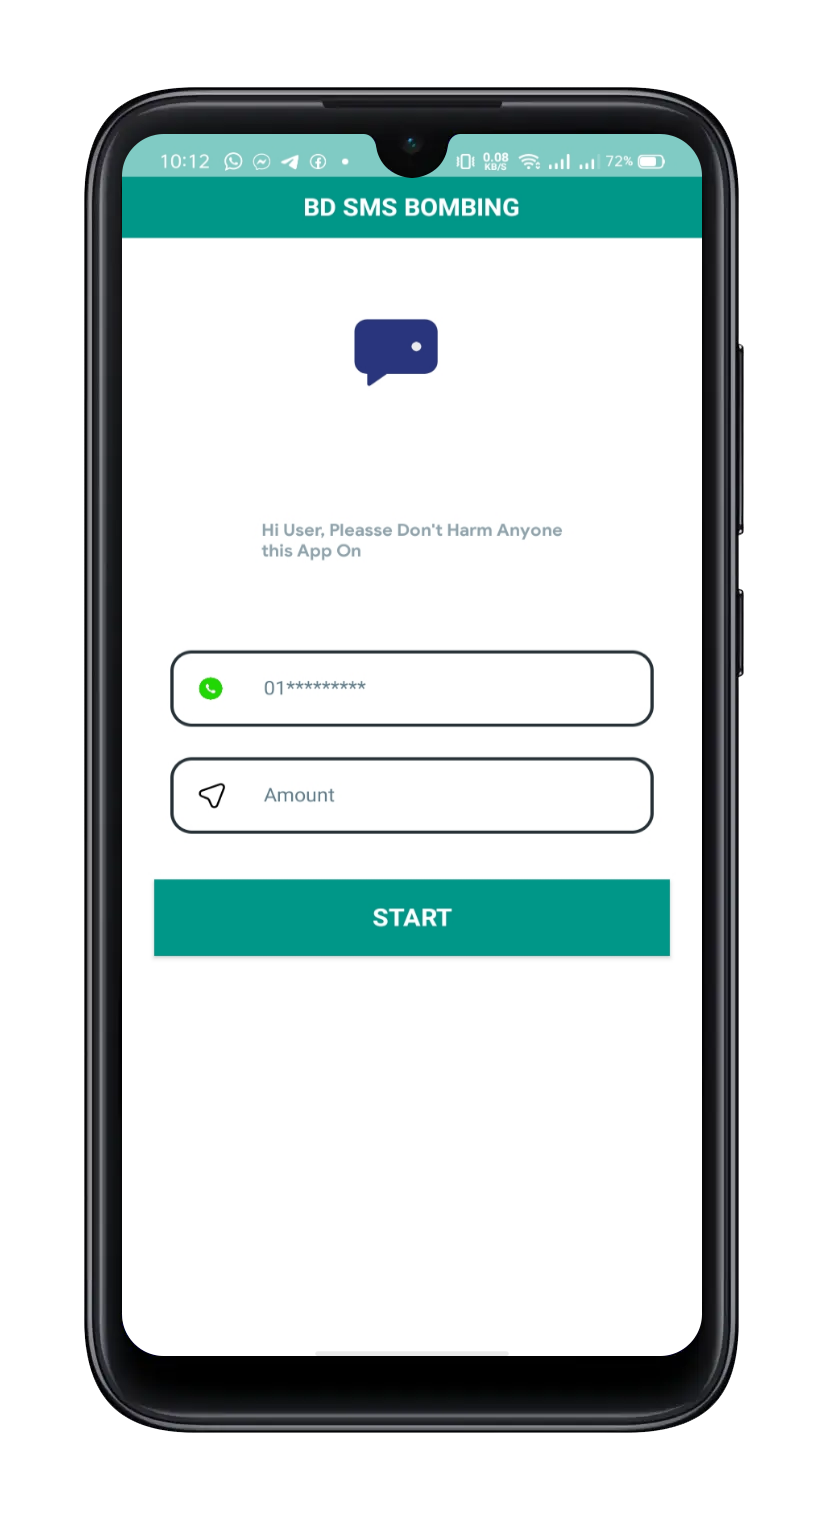 10:12
0.08
KB/S
72%
BD SMS BOMBING
Hi User, Pleasse Don't Harm Anyone
this App On
01*********
Amount
START